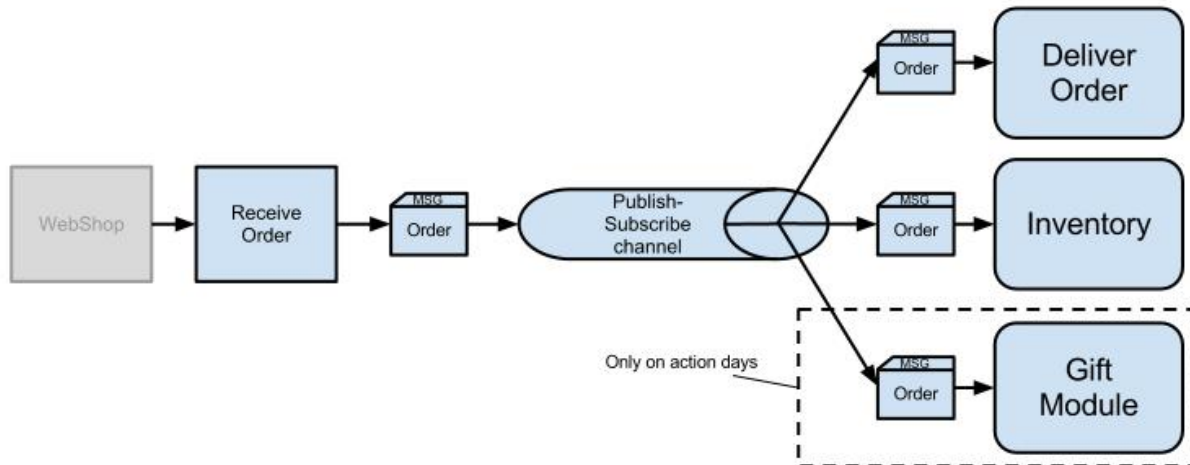 MSG
Order
Deliver
Order
WebShop
Receive
Order
MSG
Order
Publish-
Subscribe
channel
MSG
Order
Inventory
Only on action days
MSG
Order
Gift
Module